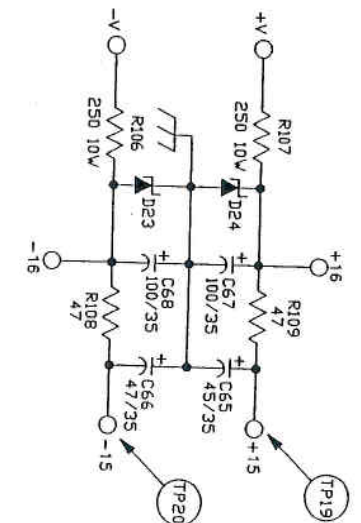 -V
+V
R106
250 10W
R107
250 10W
D23
D24
-16
+16
C68
100/35
C67
100/35
R108
47
R109
47
C66
47/35
C65
45/35
-15
+15
TP20
TP19